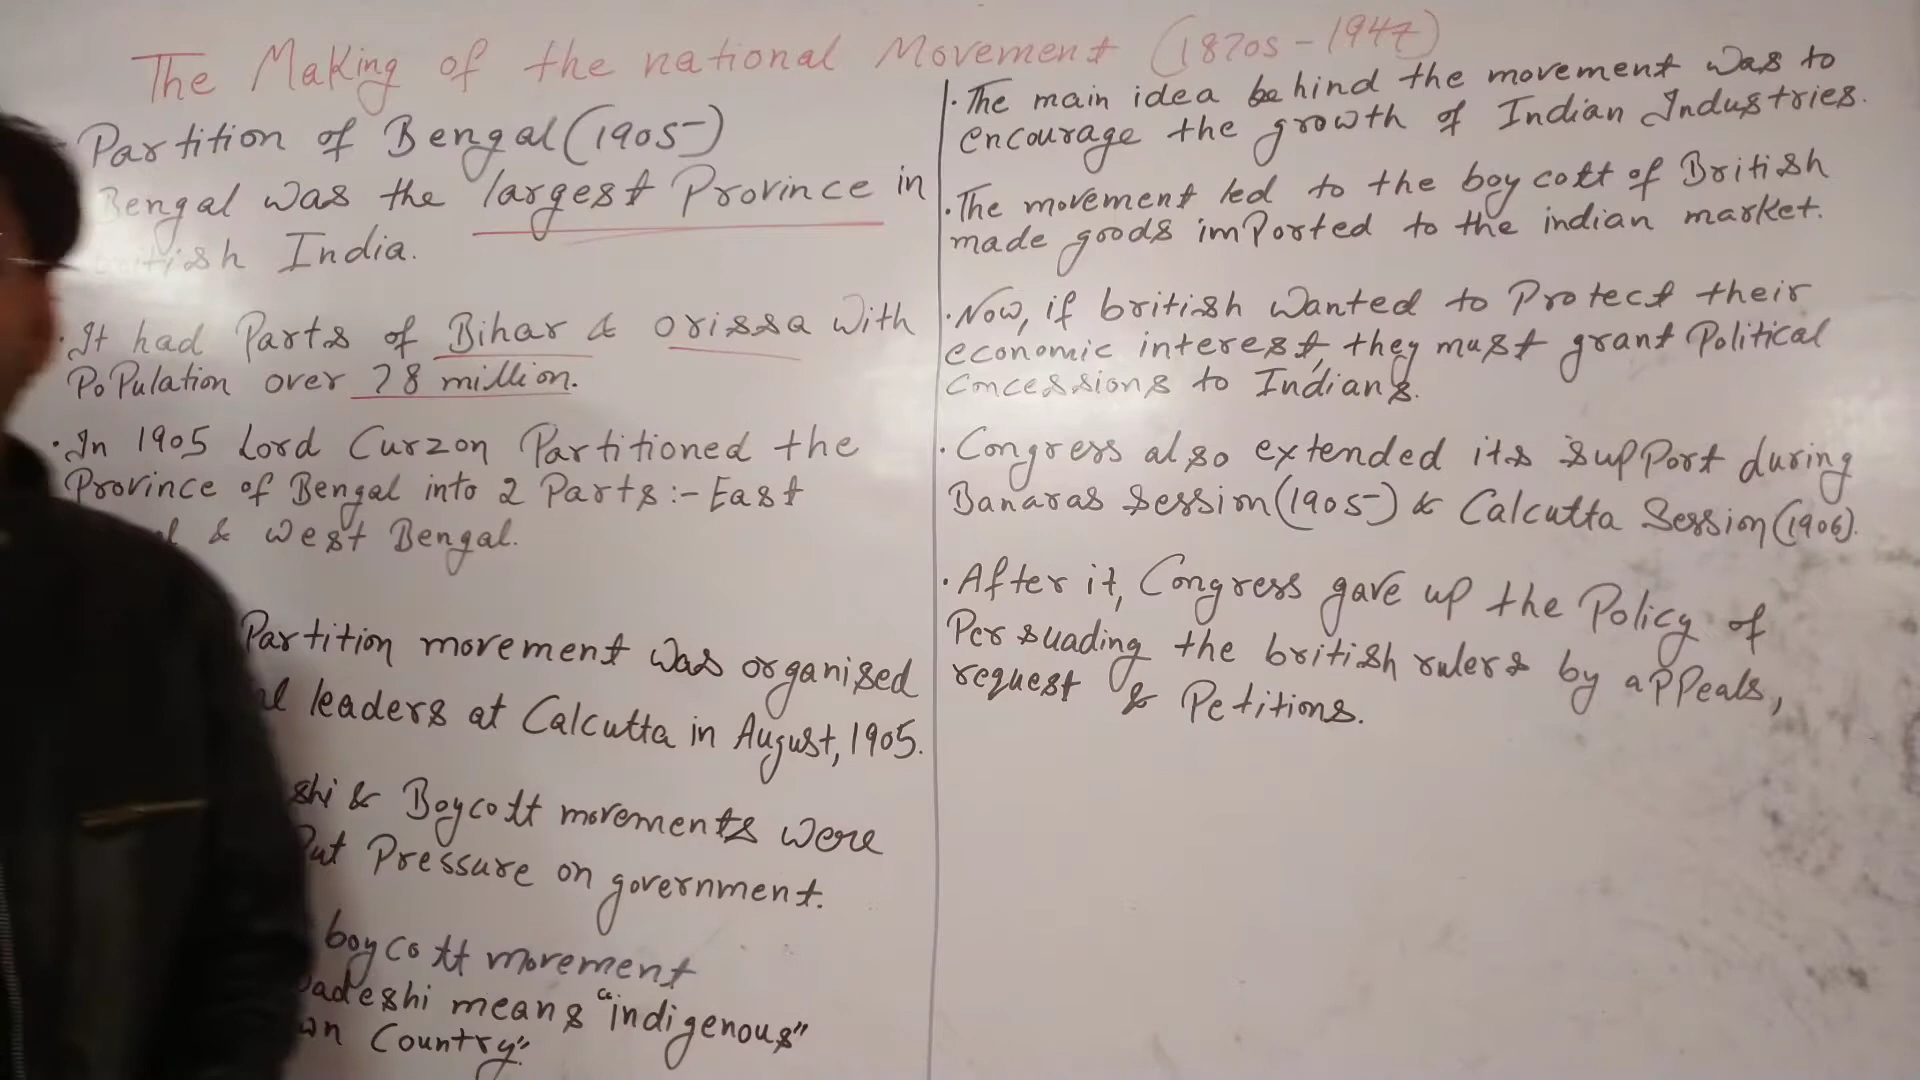 The Making of the national Movement (1870s-1947)
Partition of Bengal (1905)
Bengal was the largest Province in
British India.
· It had Parts of Bihar & orissa with
Population over 78 million.
· In 1905 Lord Curzon Partitioned the
Province of Bengal into 2 Parts :- East
& west Bengal.
Partition movement was organised
leaders at Calcutta in August, 1905.
shi & Boycott movements were
Put Pressure on government.
boycott movement
adeshi means "indigenous"
wn Country".
· The main idea behind the movement was to
encourage the growth of Indian Industries.
· The movement led to the boycott of British
made goods imported to the indian market.
· Now, if british wanted to Protect their
economic interest, they must grant Political
concessions to Indians.
· Congress also extended its support during
Banaras Session (1905) & Calcutta Session (1906).
· After it, Congress gave up the Policy of
Persuading the british rulers by appeals,
request & Petitions.